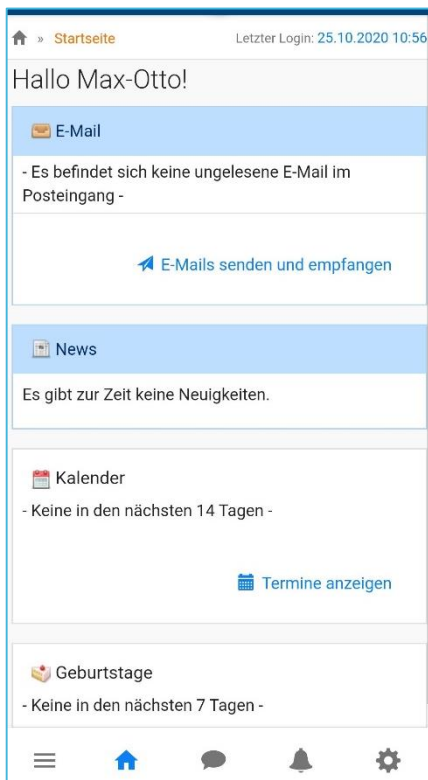 » Startseite Letzter Login: 25.10.2020 10:56
Hallo Max-Otto!
E-Mail
- Es befindet sich keine ungelesene E-Mail im
Posteingang -
E-Mails senden und empfangen
News
Es gibt zur Zeit keine Neuigkeiten.
Kalender
- Keine in den nächsten 14 Tagen -
Termine anzeigen
Geburtstage
- Keine in den nächsten 7 Tagen -